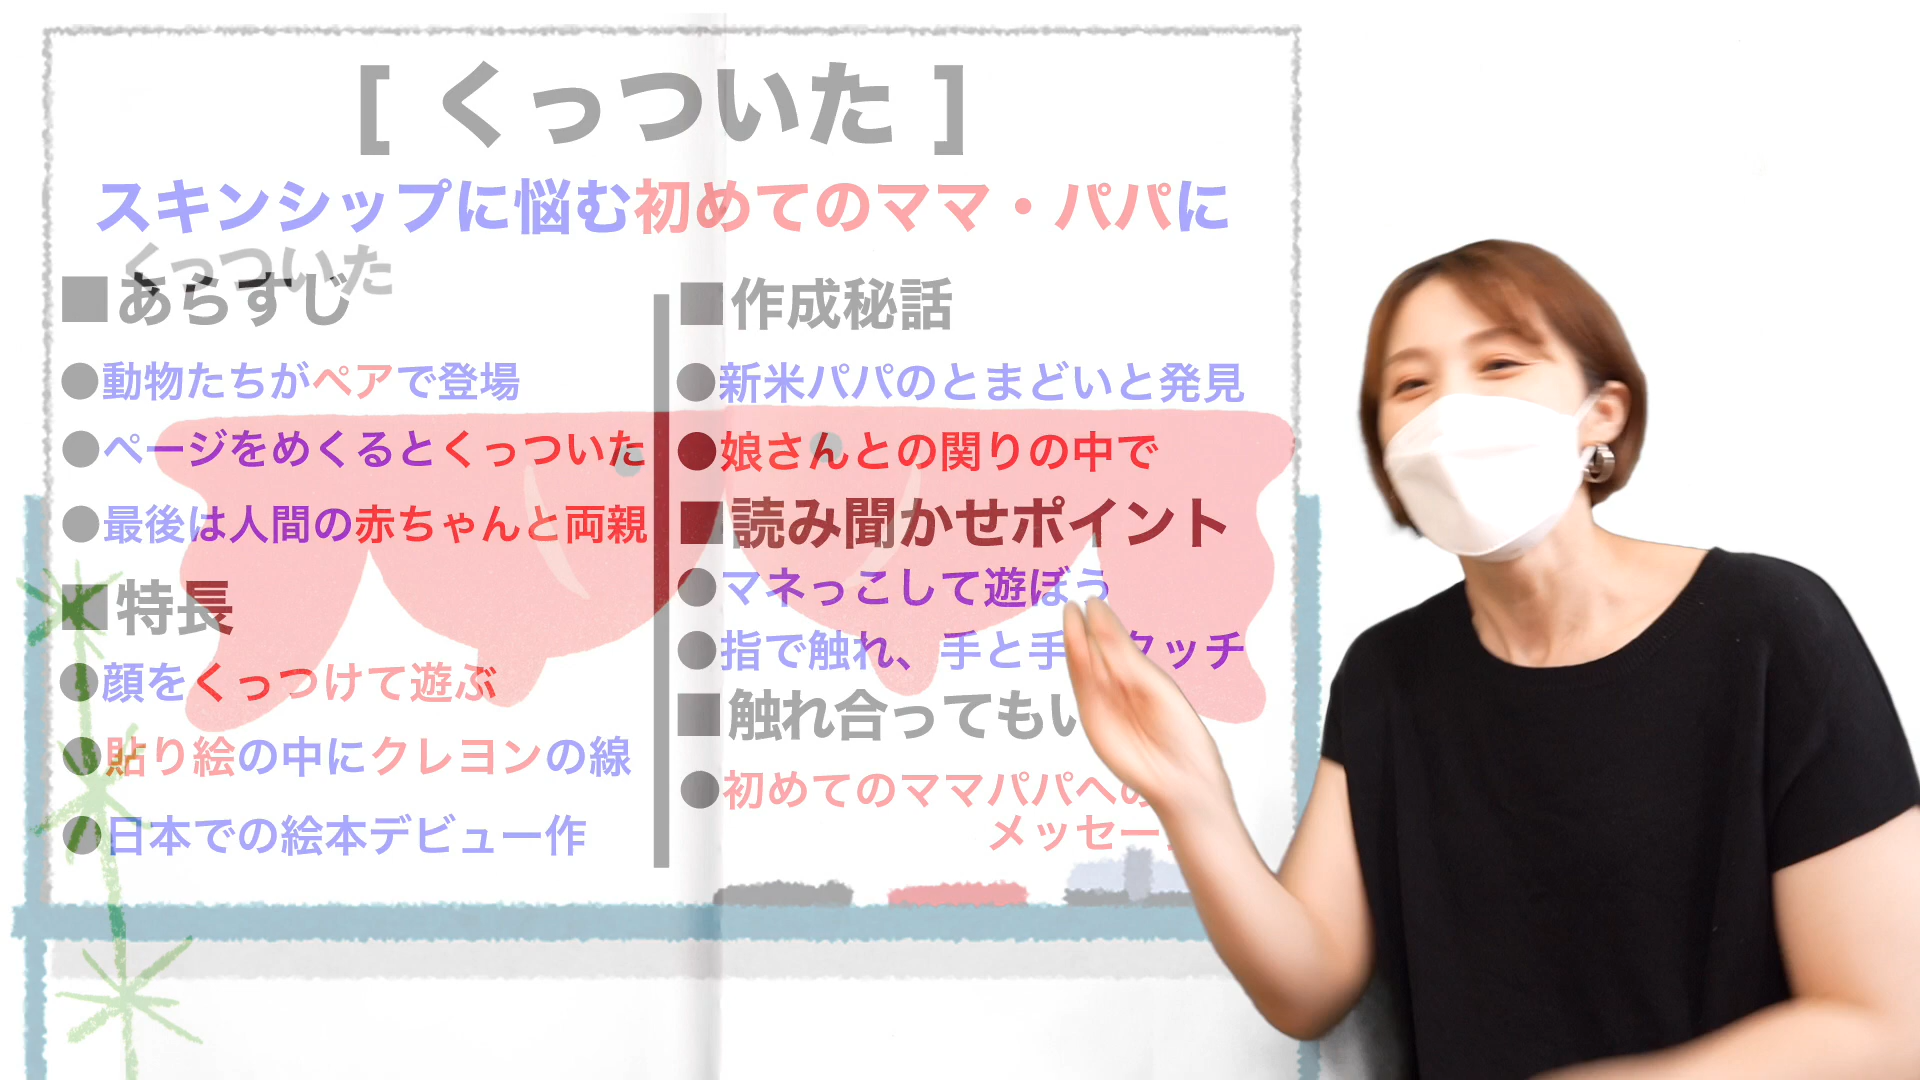 [ くっついた ]
スキンシップに悩む初めてのママ・パパに
くっついた
■あらすじ
●動物たちがペアで登場
●ページをめくるとくっついた
●最後は人間の赤ちゃんと両親
■特長
●顔をくっつけて遊ぶ
●貼り絵の中にクレヨンの線
●日本での絵本デビュー作
■作成秘話
●新米パパのとまどいと発見
●娘さんとの関りの中で
■読み聞かせポイント
●マネっこして遊ぼう
●指で触れ、手と手 タッチ
■触れ合ってもい
●初めてのママパパへの
メッセー